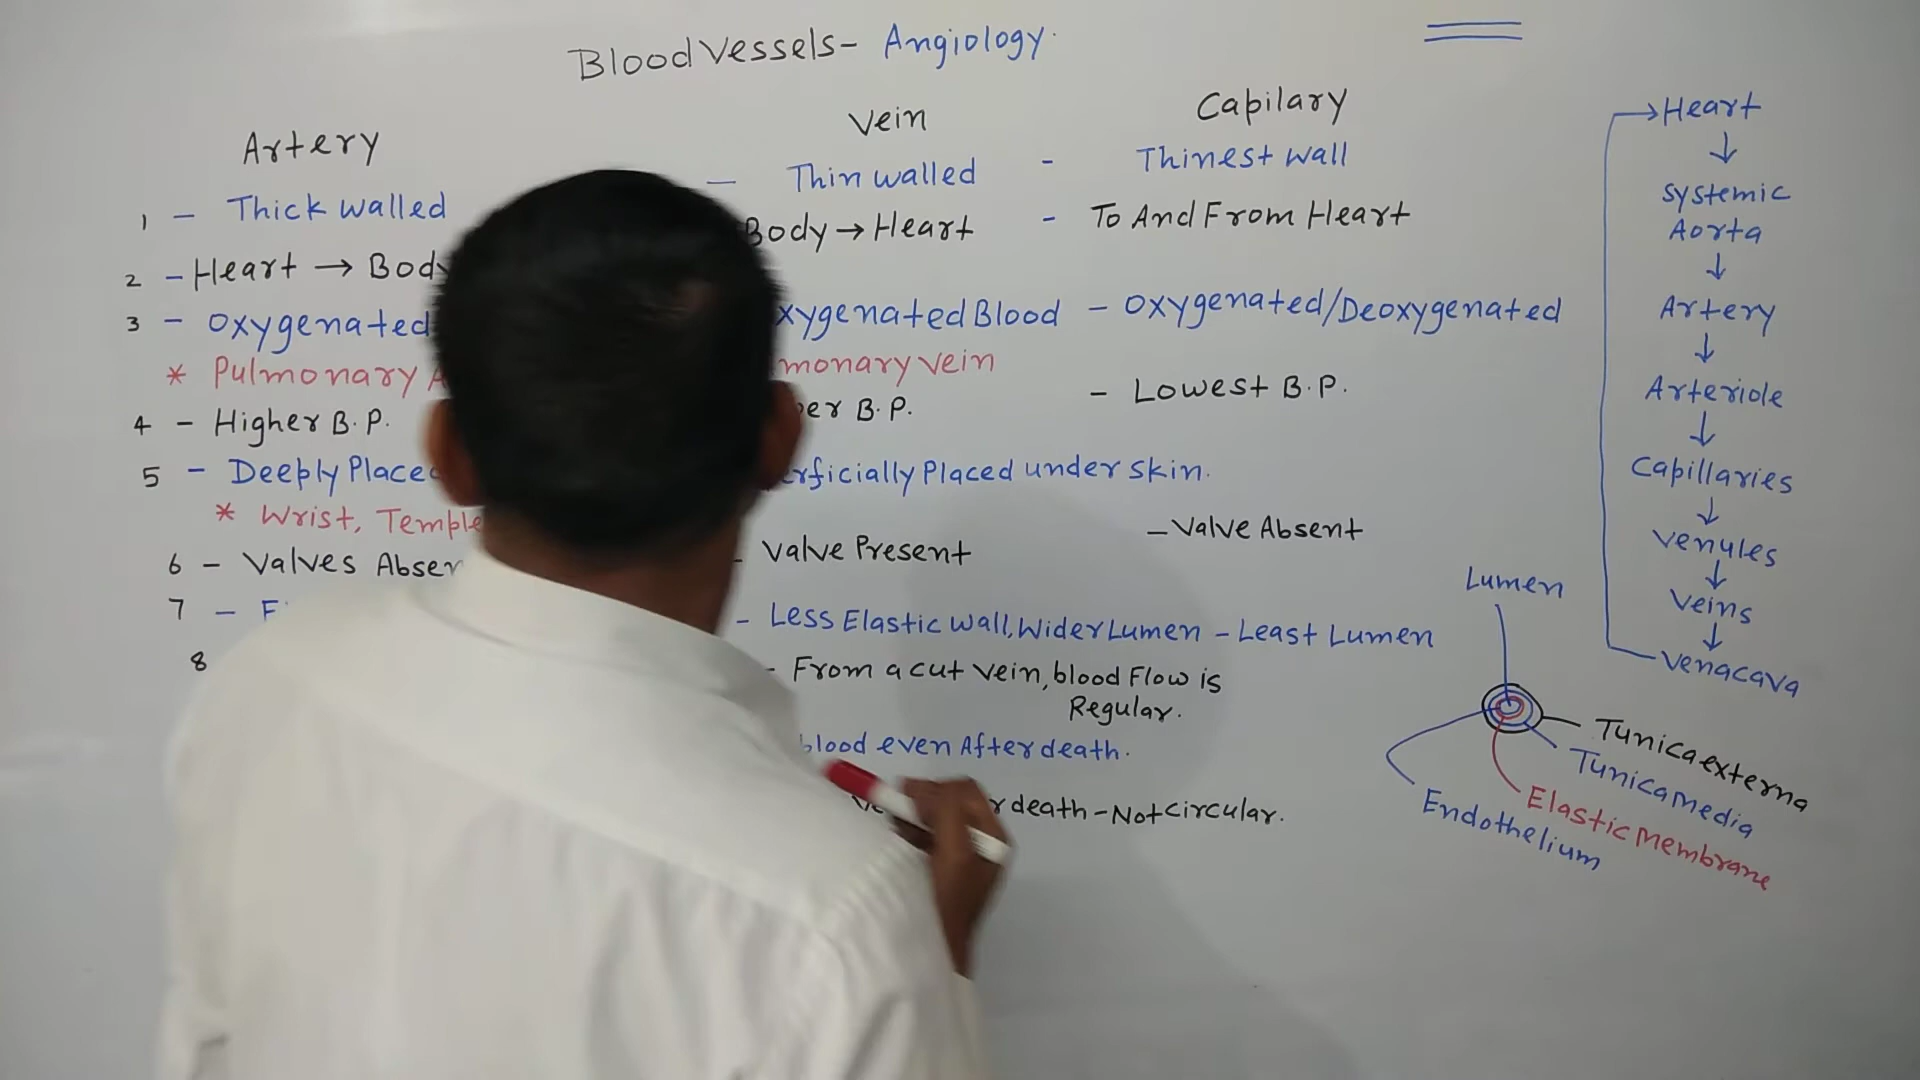 Blood Vessels - Angiology.
Artery
Vein
Capilary
1 - Thick walled
- Thin walled
- Thinest wall
2 - Heart → Body
Body → Heart
- To And From Heart
3 - Oxygenated
Blood
- Oxygenated/Deoxygenated
* Pulmonary
vein
4 - Higher B.P.
B.P.
- Lowest B.P.
5 - Deeply Placed
Placed under skin.
* Wrist, Temple
6 - Valves
- Valve Present
- Valve Absent
7 -
- Less Elastic wall, Wider Lumen - Least Lumen
8
- From a cut vein, blood Flow is
Regular.
blood even After death.
death - Not circular.
→ Heart
↓
Systemic
Aorta
↓
Artery
↓
Arteriole
↓
Capillaries
↓
Venules
↓
Veins
↓
Venacava
Lumen
Tunica externa
Tunica media
Elastic Membrane
Endothelium